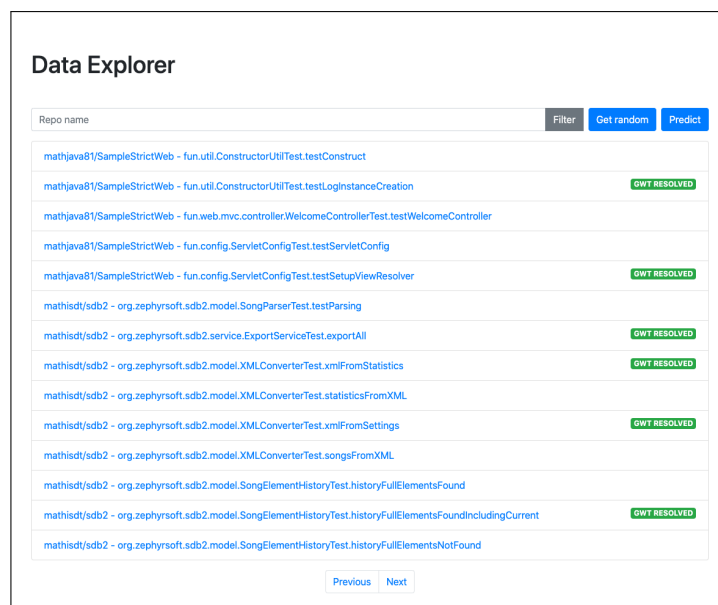 Data Explorer
Repo name Filter Get random Predict
mathjava81/SampleStrictWeb - fun.util.ConstructorUtilTest.testConstruct
mathjava81/SampleStrictWeb - fun.util.ConstructorUtilTest.testLogInstanceCreation GWT RESOLVED
mathjava81/SampleStrictWeb - fun.web.mvc.controller.WelcomeControllerTest.testWelcomeController
mathjava81/SampleStrictWeb - fun.config.ServletConfigTest.testServletConfig
mathjava81/SampleStrictWeb - fun.config.ServletConfigTest.testSetupViewResolver GWT RESOLVED
mathisdt/sdb2 - org.zephyrsoft.sdb2.model.SongParserTest.testParsing
mathisdt/sdb2 - org.zephyrsoft.sdb2.service.ExportServiceTest.exportAll GWT RESOLVED
mathisdt/sdb2 - org.zephyrsoft.sdb2.model.XMLConverterTest.xmlFromStatistics GWT RESOLVED
mathisdt/sdb2 - org.zephyrsoft.sdb2.model.XMLConverterTest.statisticsFromXML
mathisdt/sdb2 - org.zephyrsoft.sdb2.model.XMLConverterTest.xmlFromSettings GWT RESOLVED
mathisdt/sdb2 - org.zephyrsoft.sdb2.model.XMLConverterTest.songsFromXML
mathisdt/sdb2 - org.zephyrsoft.sdb2.model.SongElementHistoryTest.historyFullElementsFound
mathisdt/sdb2 - org.zephyrsoft.sdb2.model.SongElementHistoryTest.historyFullElementsFoundIncludingCurrent GWT RESOLVED
mathisdt/sdb2 - org.zephyrsoft.sdb2.model.SongElementHistoryTest.historyFullElementsNotFound
Previous Next